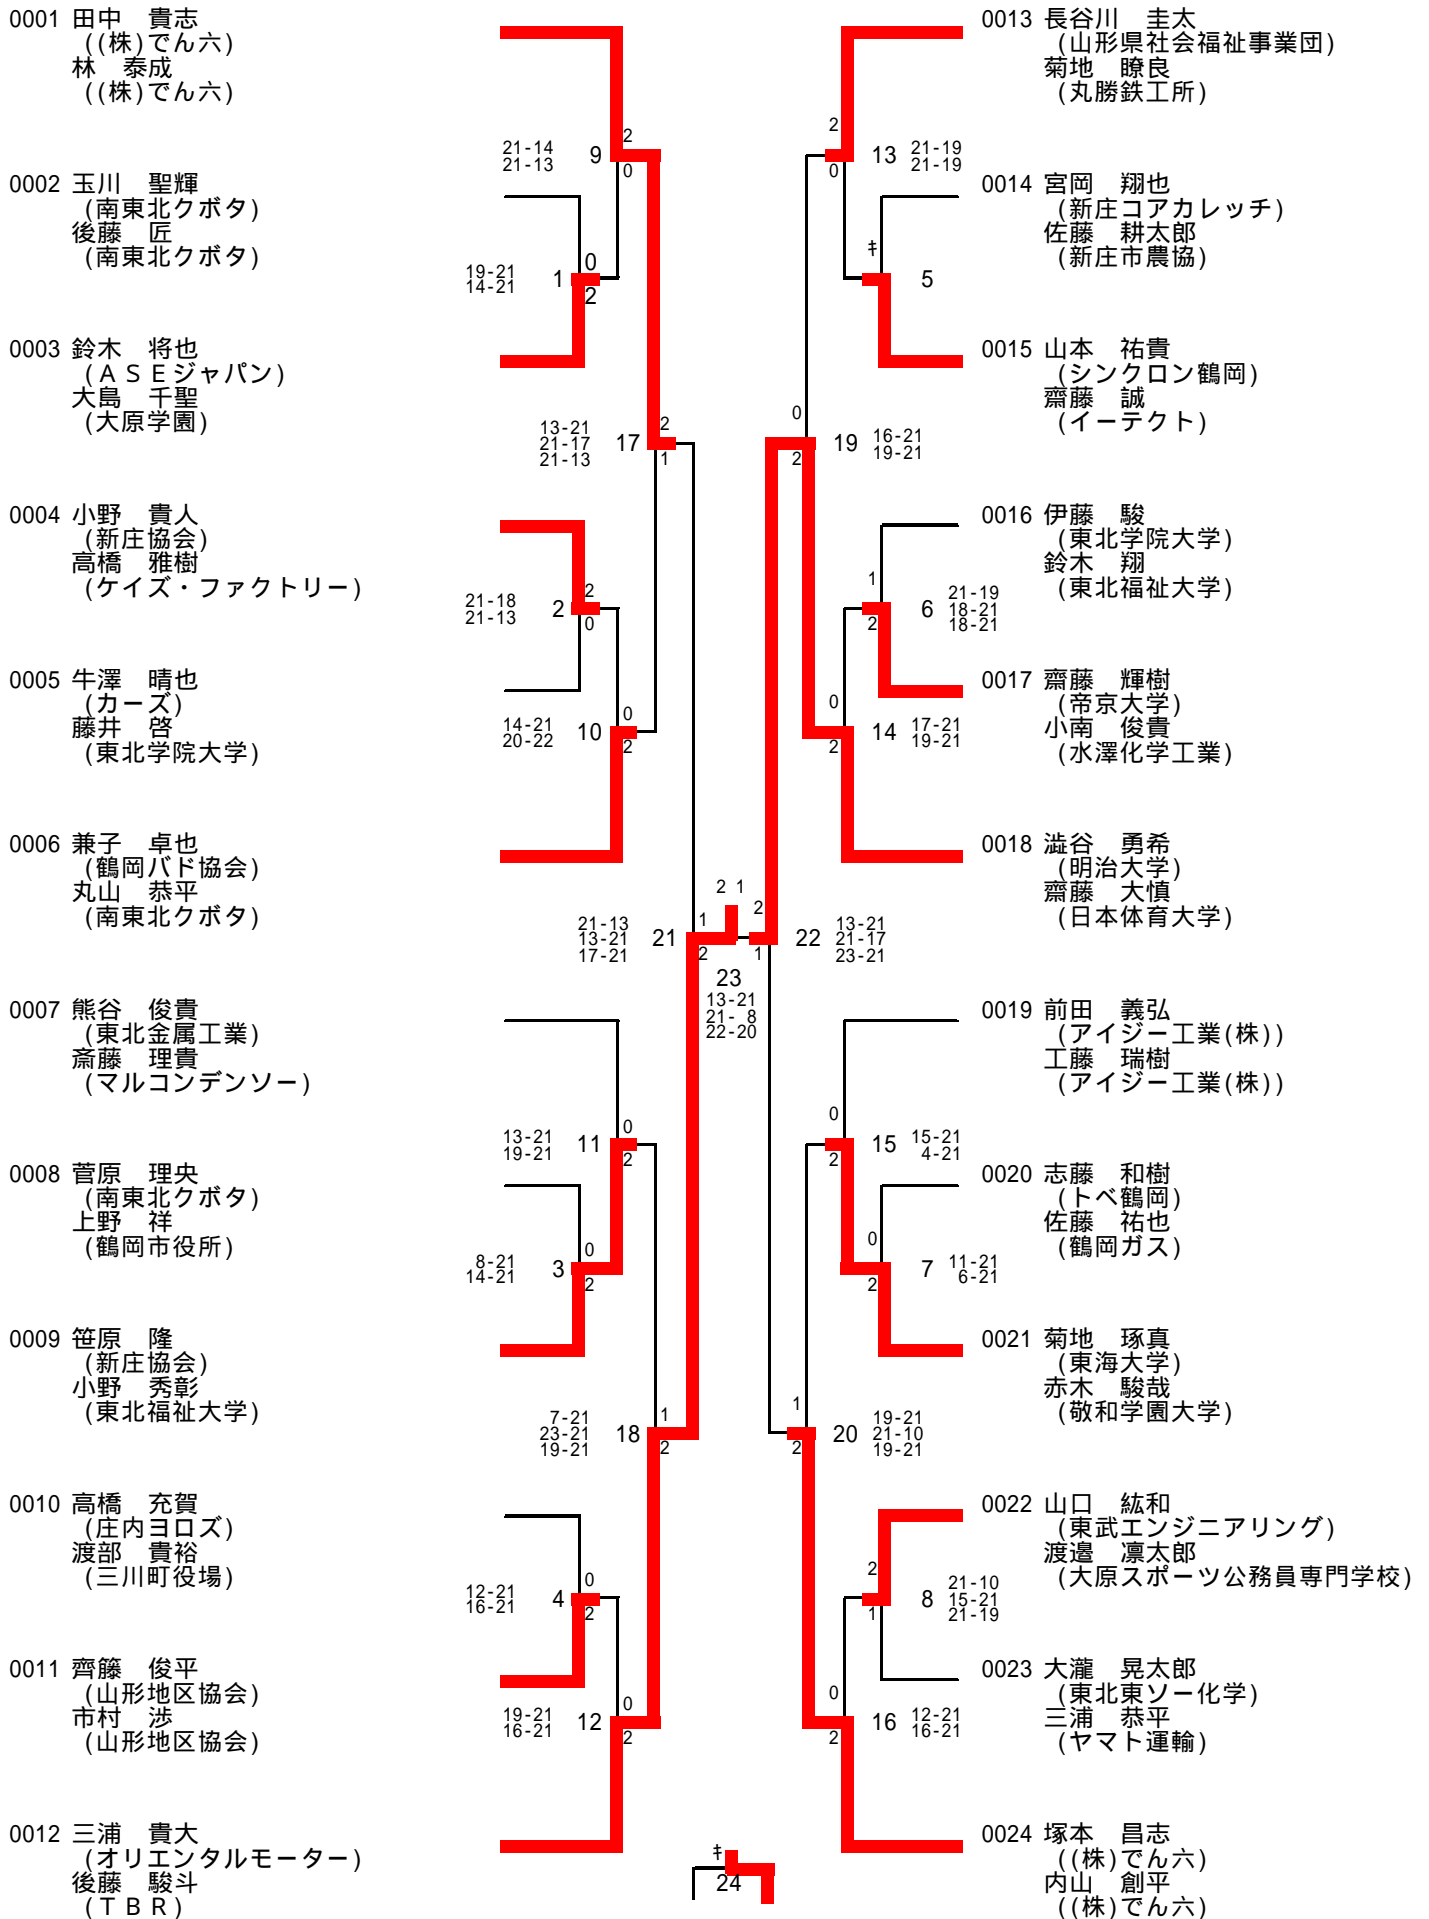 0001 田中　貴志
((株)でん六)
林　泰成
((株)でん六)
0002 玉川　聖輝
(南東北クボタ)
後藤　匠
(南東北クボタ)
0003 鈴木　将也
(ＡＳＥジャパン)
大島　千聖
(大原学園)
0004 小野　貴人
(新庄協会)
高橋　雅樹
(ケイズ・ファクトリー)
0005 牛澤　晴也
(カーズ)
藤井　啓
(東北学院大学)
0006 兼子　卓也
(鶴岡バド協会)
丸山　恭平
(南東北クボタ)
0007 熊谷　俊貴
(東北金属工業)
斎藤　理貴
(マルコンデンソー)
0008 菅原　理央
(南東北クボタ)
上野　祥
(鶴岡市役所)
0009 笹原　隆
(新庄協会)
小野　秀彰
(東北福祉大学)
0010 高橋　充賀
(庄内ヨロズ)
渡部　貴裕
(三川町役場)
0011 齊籐　俊平
(山形地区協会)
市村　渉
(山形地区協会)
0012 三浦　貴大
(オリエンタルモーター)
後藤　駿斗
(ＴＢＲ)
21-14
21-13
9
2
0
19-21
14-21
1
0
2
13-21
21-17
21-13
17
2
1
21-18
21-13
2
2
0
14-21
20-22
10
0
2
21-13
13-21
17-21
21
1
2
13-21
19-21
11
0
2
8-21
14-21
3
0
2
7-21
23-21
19-21
18
1
2
12-21
16-21
4
0
2
19-21
16-21
12
0
2
2 1
23
13-21
21- 8
22-20
ｷ
24
2
0
13
21-19
21-19
ｷ
5
0
2
19
16-21
19-21
1
2
6
21-19
18-21
18-21
0
2
14
17-21
19-21
2
1
22
13-21
21-17
23-21
0
2
15
15-21
4-21
0
2
7
11-21
6-21
1
2
20
19-21
21-10
19-21
2
1
8
21-10
15-21
21-19
0
2
16
12-21
16-21
0013 長谷川　圭太
(山形県社会福祉事業団)
菊地　瞭良
(丸勝鉄工所)
0014 宮岡　翔也
(新庄コアカレッチ)
佐藤　耕太郎
(新庄市農協)
0015 山本　祐貴
(シンクロン鶴岡)
齋藤　誠
(イーテクト)
0016 伊藤　駿
(東北学院大学)
鈴木　翔
(東北福祉大学)
0017 齋藤　輝樹
(帝京大学)
小南　俊貴
(水澤化学工業)
0018 澁谷　勇希
(明治大学)
齋藤　大慎
(日本体育大学)
0019 前田　義弘
(アイジー工業(株))
工藤　瑞樹
(アイジー工業(株))
0020 志藤　和樹
(トベ鶴岡)
佐藤　祐也
(鶴岡ガス)
0021 菊地　琢真
(東海大学)
赤木　駿哉
(敬和学園大学)
0022 山口　紘和
(東武エンジニアリング)
渡邉　凛太郎
(大原スポーツ公務員専門学校)
0023 大瀧　晃太郎
(東北東ソー化学)
三浦　恭平
(ヤマト運輸)
0024 塚本　昌志
((株)でん六)
内山　創平
((株)でん六)